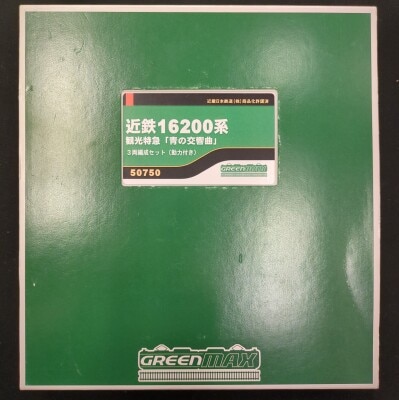 近畿日本鉄道(株)商品化許諾済
近鉄16200系
観光特急「青の交響曲」
3両編成セット(動力付き)
50750
GREENMAX
GREENMAX